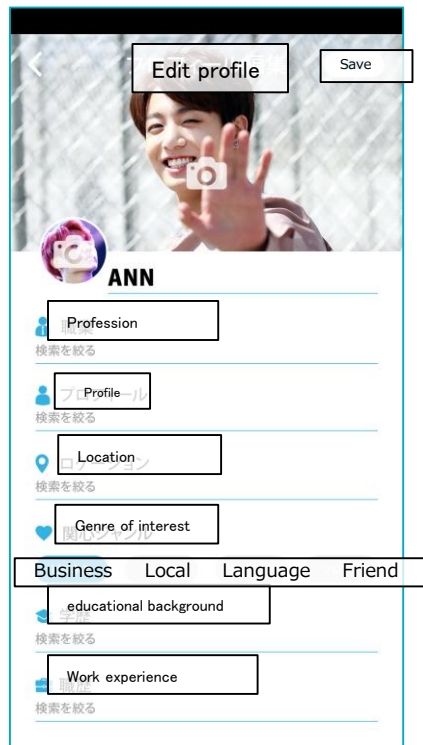 Edit profile
Save
ANN
Profession
検索を絞る
Profile
検索を絞る
Location
検索を絞る
Genre of interest
Business Local Language Friend
educational background
検索を絞る
Work experience
検索を絞る